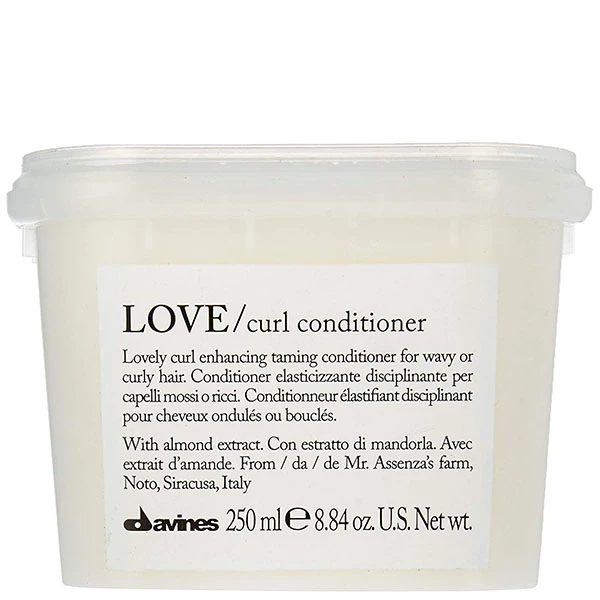 LOVE/curl conditioner
Lovely curl enhancing taming conditioner for wavy or
curly hair. Conditioner elasticizzante disciplinante per
capelli mossi o ricci. Conditionneur élastifiant disciplinant
pour cheveux ondulés ou bouclés.
With almond extract. Con estratto di mandorla. Avec
extrait d'amande. From / da / de Mr. Assenza's farm,
Noto, Siracusa, Italy
davines 250 ml ℮ 8.84 oz. U.S. Net wt.